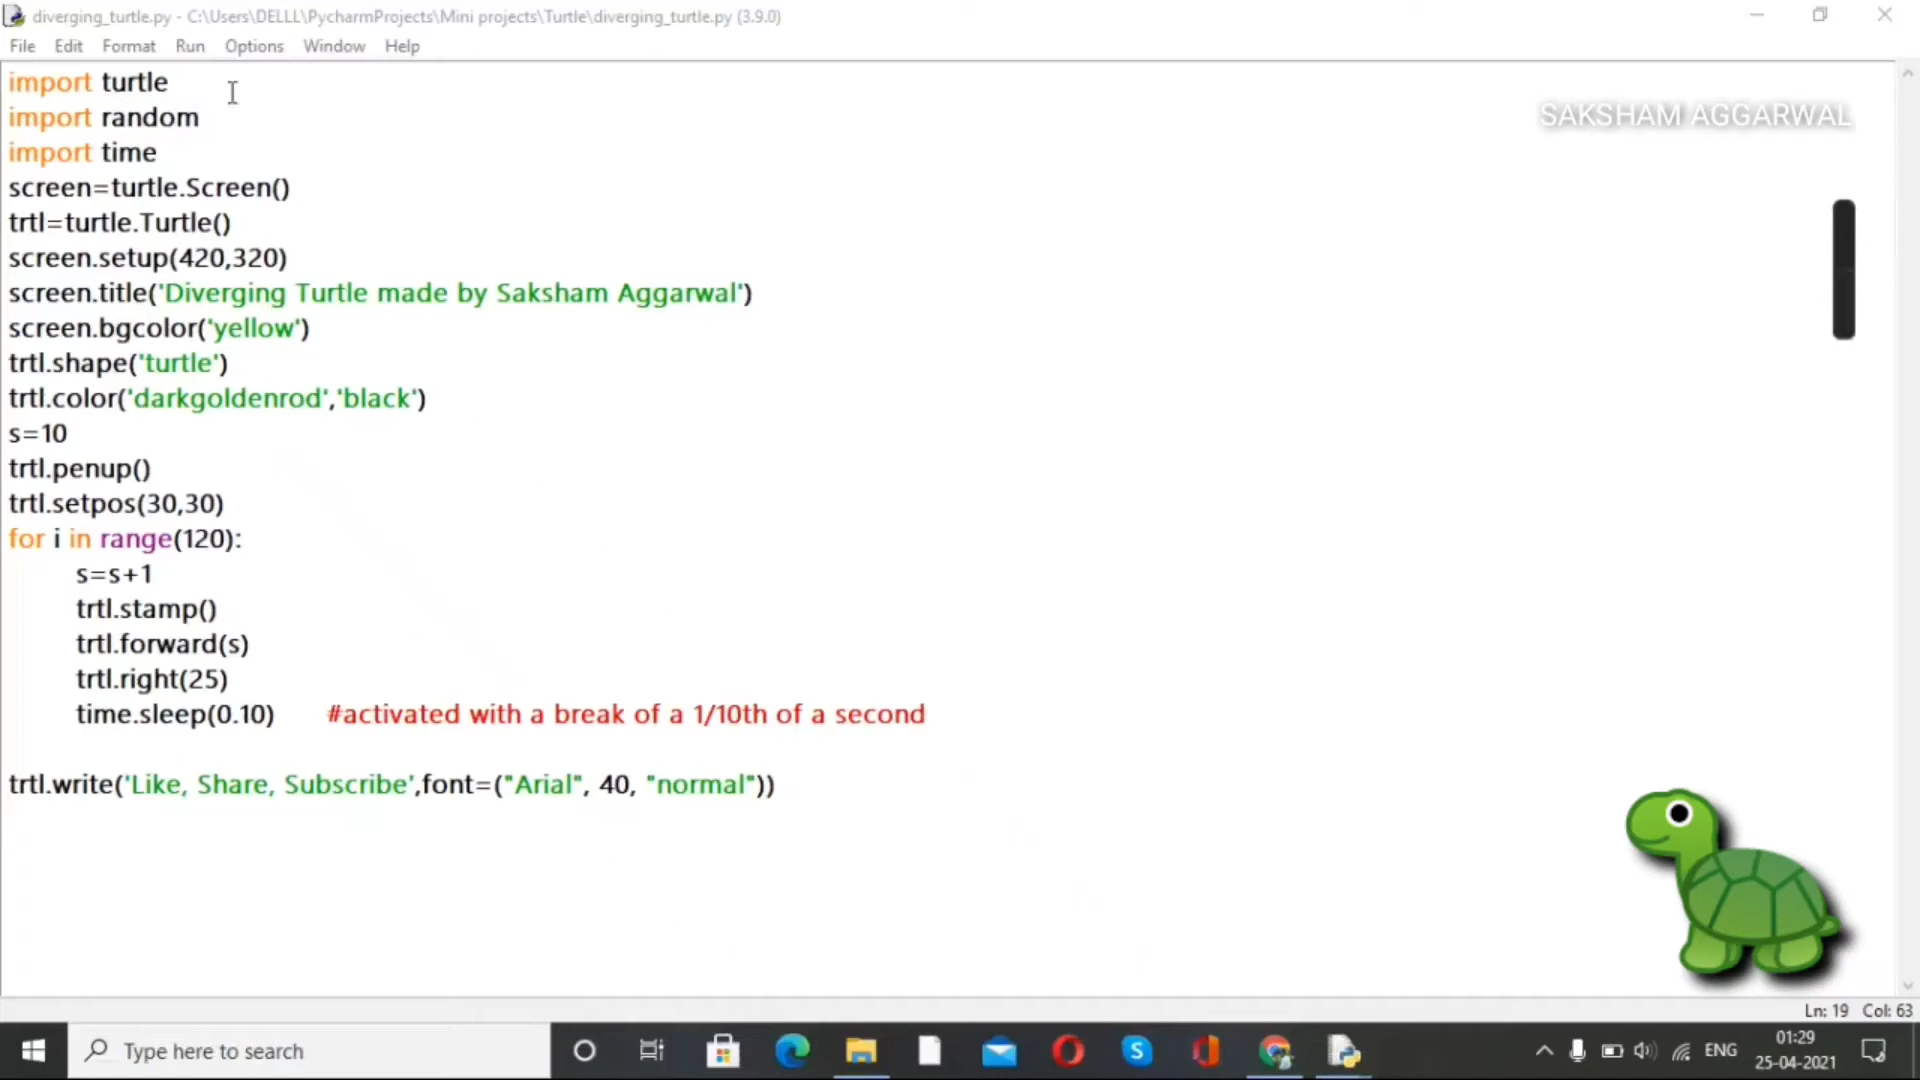 diverging_turtle.py - C:\Users\DELLL\PycharmProjects\Mini projects\Turtle\diverging_turtle.py (3.9.0)
File Edit Format Run Options Window Help
import turtle
import random
import time
screen=turtle.Screen()
trtl=turtle.Turtle()
screen.setup(420,320)
screen.title('Diverging Turtle made by Saksham Aggarwal')
screen.bgcolor('yellow')
trtl.shape('turtle')
trtl.color('darkgoldenrod','black')
s=10
trtl.penup()
trtl.setpos(30,30)
for i in range(120):
    s=s+1
    trtl.stamp()
    trtl.forward(s)
    trtl.right(25)
    time.sleep(0.10)    #activated with a break of a 1/10th of a second
trtl.write('Like, Share, Subscribe',font=("Arial", 40, "normal"))
SAKSHAM AGGARWAL
Ln: 19 Col: 63
Type here to search
S
ENG
01:29
25-04-2021